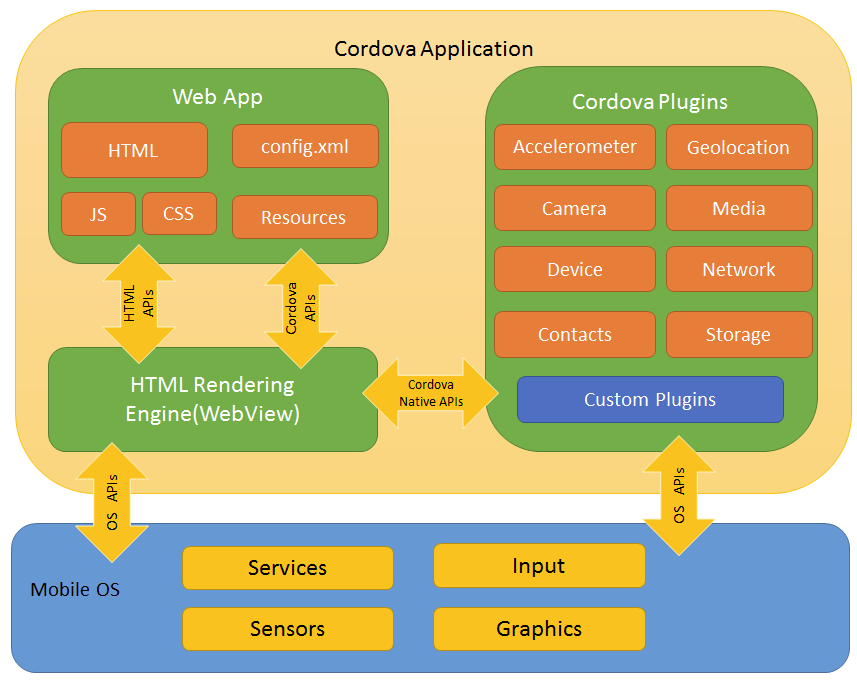 Cordova Application
Web App
HTML
config.xml
JS
CSS
Resources
HTML
APIs
Cordova
APIs
HTML Rendering
Engine(WebView)
Cordova
Native APIs
Cordova Plugins
Accelerometer
Geolocation
Camera
Media
Device
Network
Contacts
Storage
Custom Plugins
OS APIs
OS APIs
Mobile OS
Services
Input
Sensors
Graphics